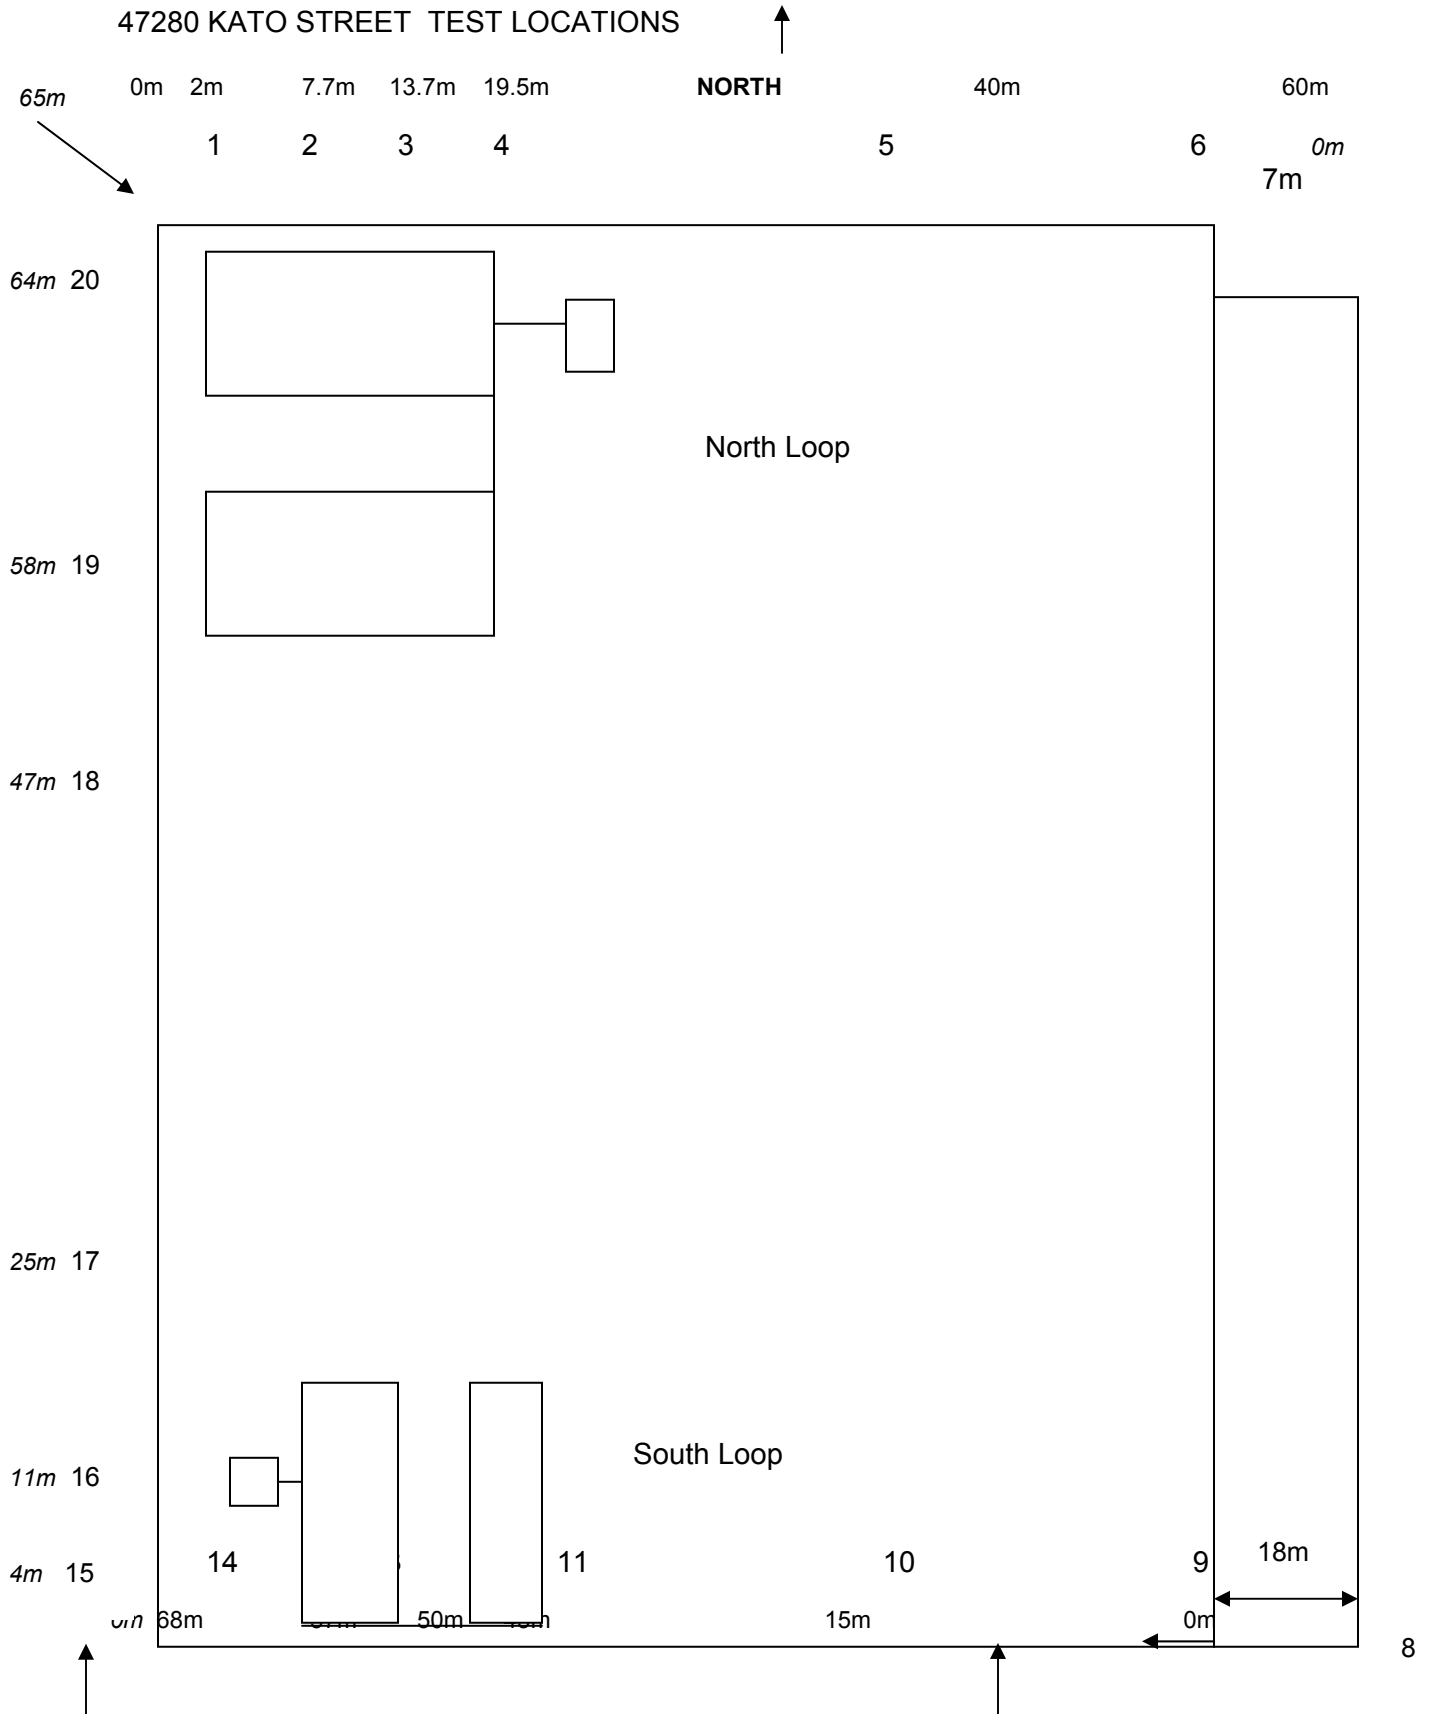 47280 KATO STREET TEST LOCATIONS
65m 0m 2m 7.7m 13.7m 19.5m NORTH 40m 60m
1 2 3 4 5 6 0m
7m
64m 20
North Loop
58m 19
47m 18
25m 17
South Loop
11m 16
4m 15 14 11 10 9 18m
68m 50m 15m 0m
8